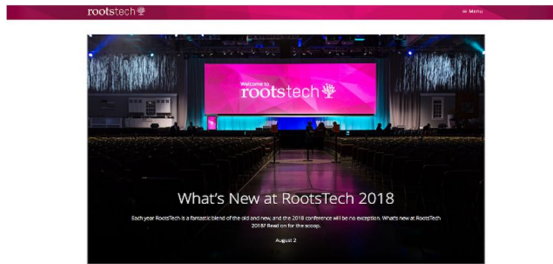 rootstech
≡ Menu
Welcome to
rootstech
What's New at RootsTech 2018
Each year RootsTech is a fantastic blend of the old and new, and the 2018 conference will be no exception. What's new at RootsTech
2018? Read on for the scoop.
August 2